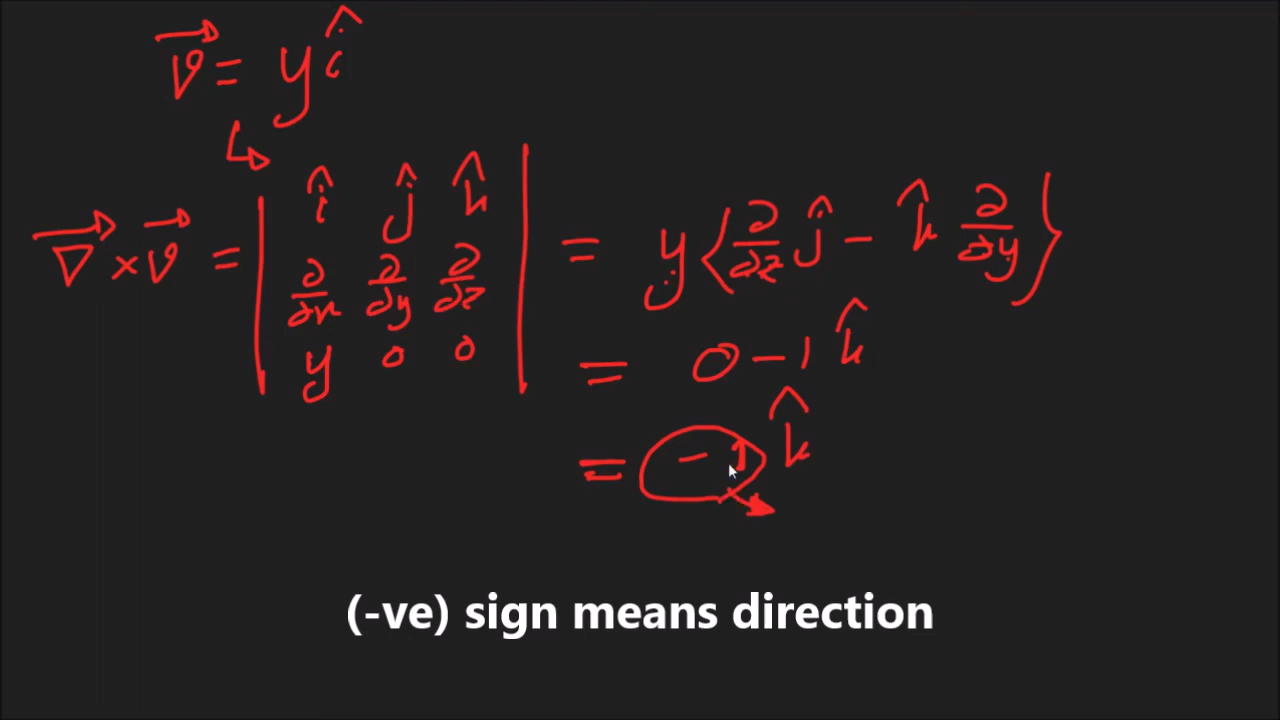 v⃗ = y î
∇⃗ × v⃗ = | î ĵ k̂ | = y { ∂/∂z ĵ − k̂ ∂/∂y }
| ∂/∂x ∂/∂y ∂/∂z |
| y 0 0 |
= 0 − 1 k̂
= − 1 k̂
(-ve) sign means direction